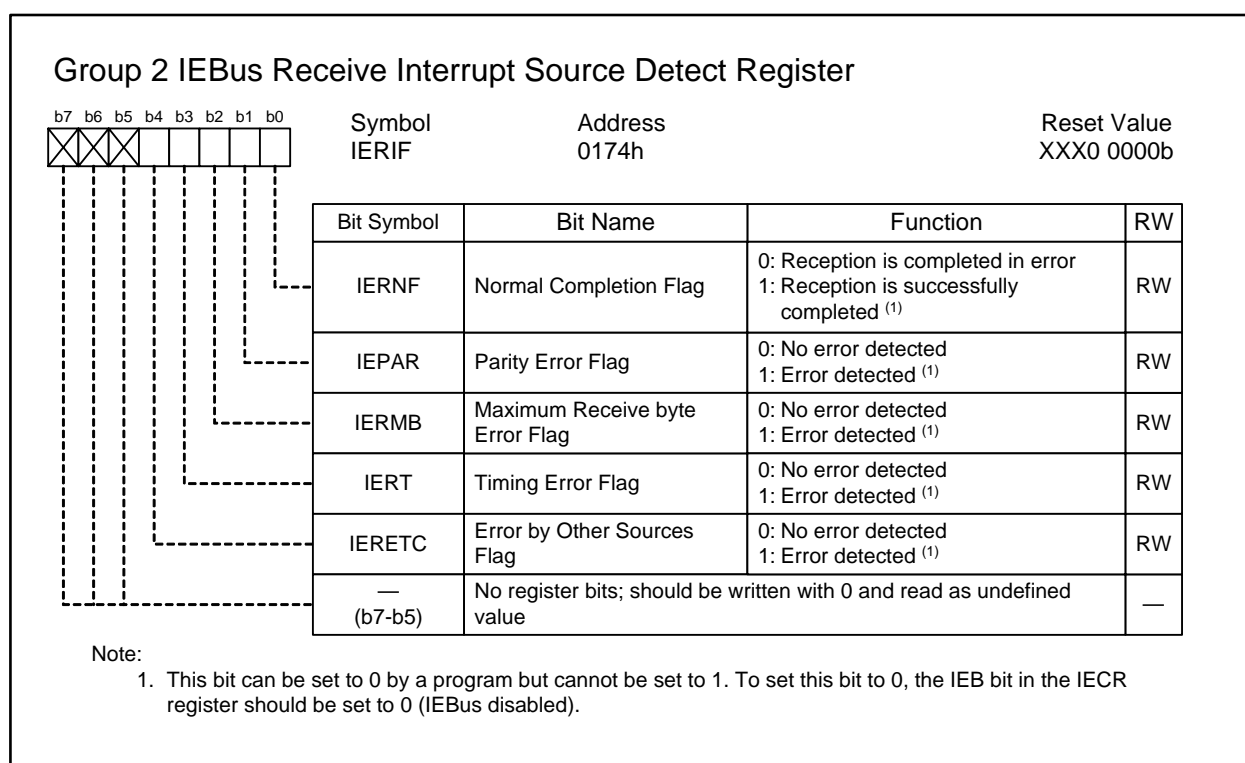 Group 2 IEBus Receive Interrupt Source Detect Register
b7 b6 b5 b4 b3 b2 b1 b0
Symbol Address Reset Value
IERIF 0174h XXX0 0000b
Bit Symbol Bit Name Function RW
IERNF Normal Completion Flag 0: Reception is completed in error
1: Reception is successfully
completed (1) RW
IEPAR Parity Error Flag 0: No error detected
1: Error detected (1) RW
IERMB Maximum Receive byte
Error Flag 0: No error detected
1: Error detected (1) RW
IERT Timing Error Flag 0: No error detected
1: Error detected (1) RW
IERETC Error by Other Sources
Flag 0: No error detected
1: Error detected (1) RW
—
(b7-b5) No register bits; should be written with 0 and read as undefined
value —
Note:
1. This bit can be set to 0 by a program but cannot be set to 1. To set this bit to 0, the IEB bit in the IECR
register should be set to 0 (IEBus disabled).